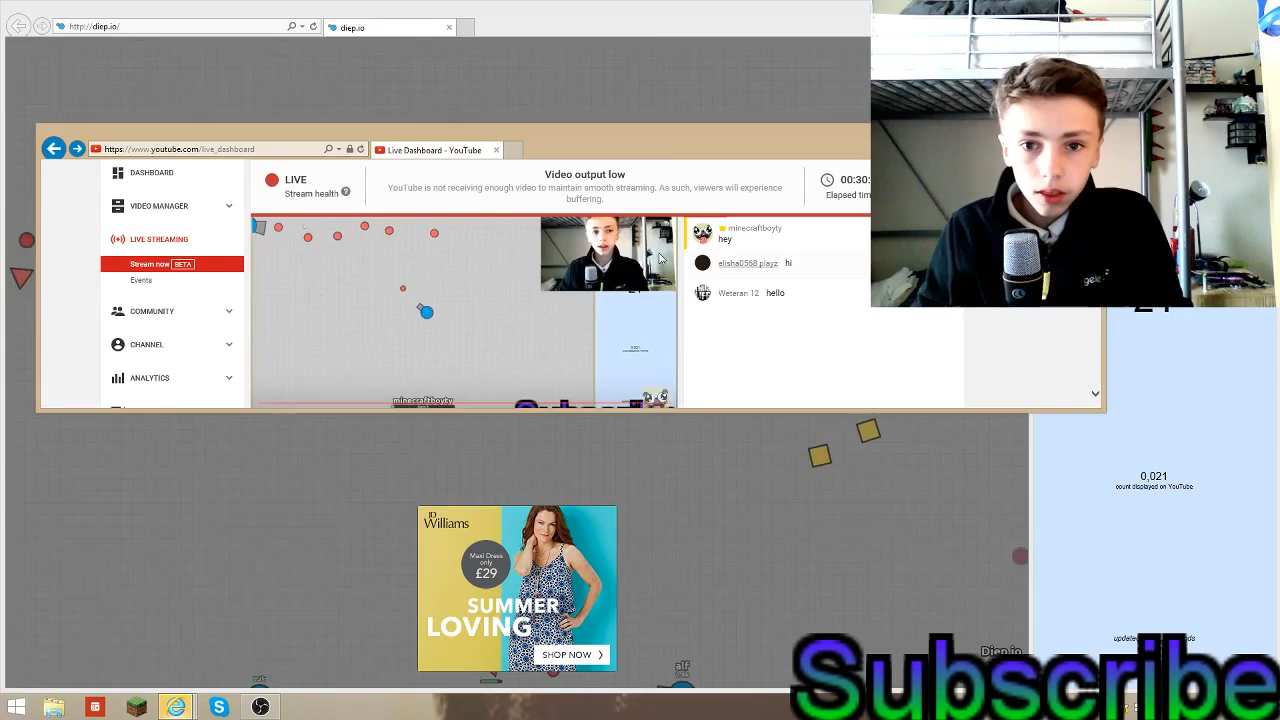 http://diep.io/
diep.io
https://www.youtube.com/live_dashboard
Live Dashboard - YouTube
DASHBOARD
VIDEO MANAGER
LIVE STREAMING
Stream now BETA
Events
COMMUNITY
CHANNEL
ANALYTICS
LIVE
Stream health ?
Video output low
YouTube is not receiving enough video to maintain smooth streaming. As such, viewers will experience
buffering.
00:30:
Elapsed tim
minecraftboyty
hey
elisha0568 playz hi
Weteran 12 hello
minecraftboyty
0,021
count displayed on YouTube
JD
Williams
Maxi Dress
only
£29
SUMMER
LOVING
SHOP NOW
alf
Diep.io
Subscribe